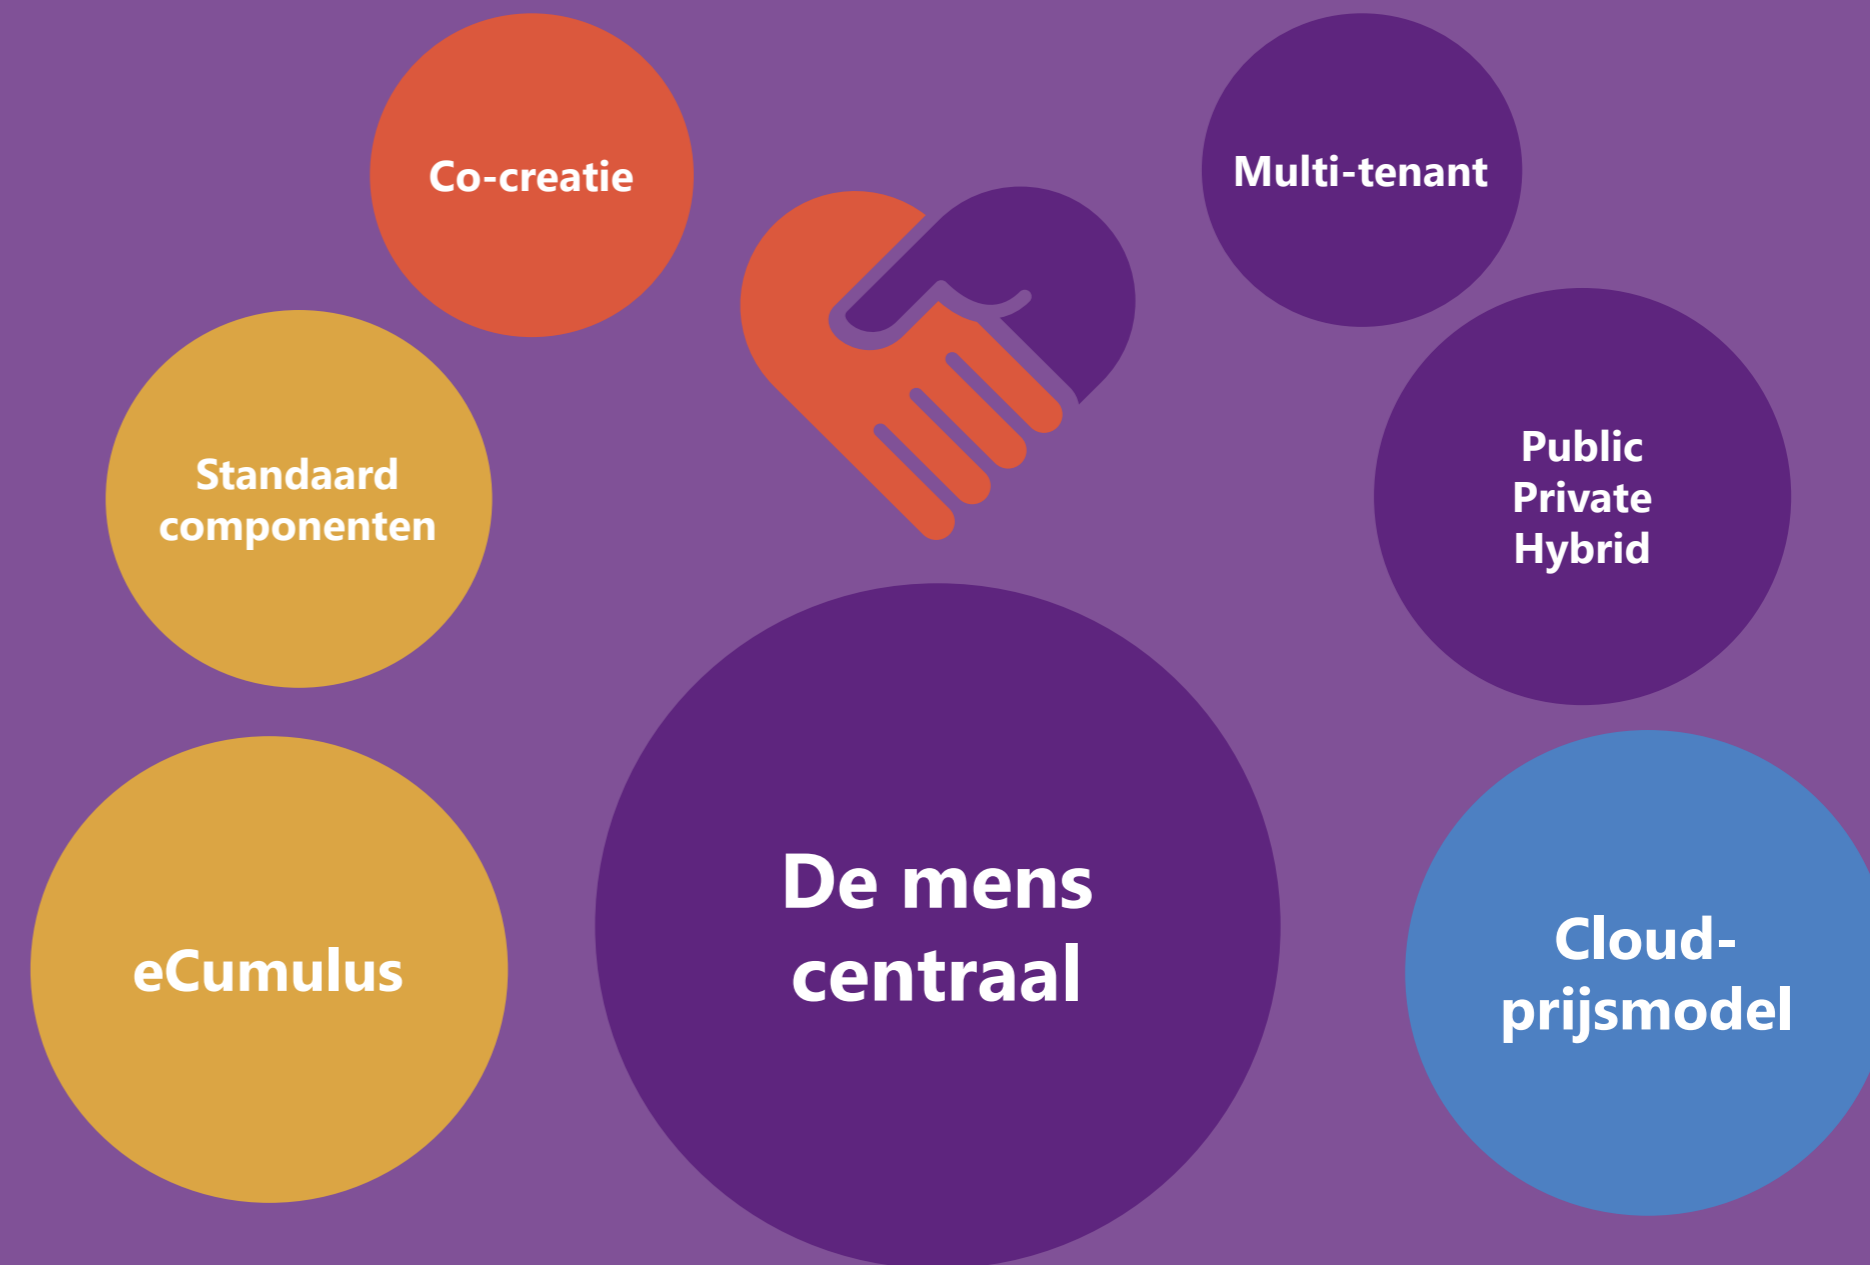 Co-creatie
Multi-tenant
Standaard
componenten
Public
Private
Hybrid
eCumulus
De mens
centraal
Cloud-
prijsmodel